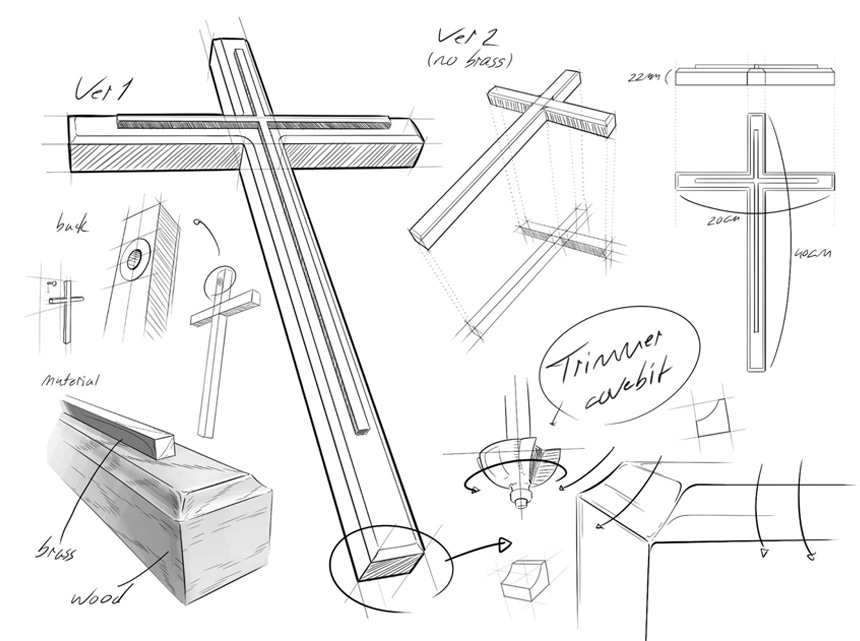 Ver 1
Ver 2
(no brass)
22mm
20cm
40cm
back
Material
brass
Wood
Trimmer
covebit